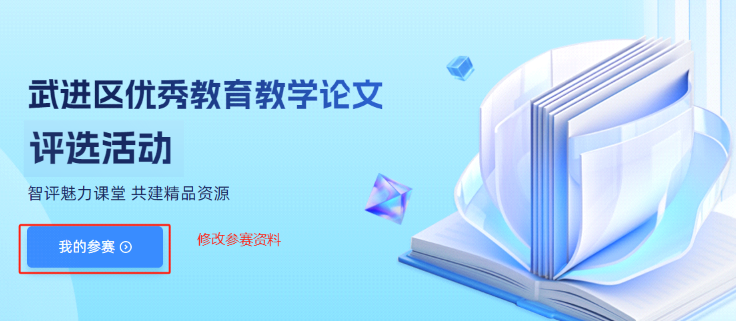 武进区优秀教育教学论文
评选活动
智评魅力课堂 共建精品资源
我的参赛
修改参赛资料